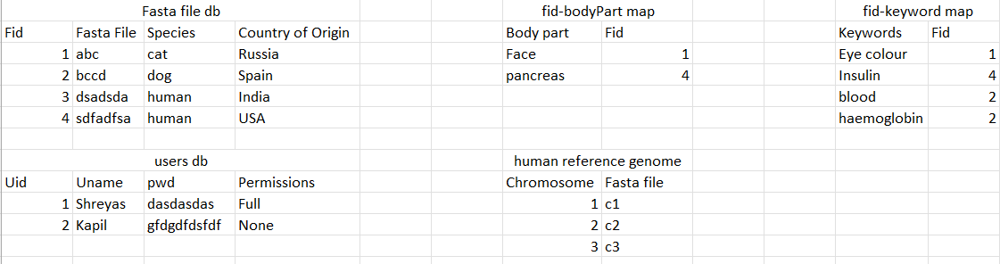 Fasta file db fid-bodyPart map fid-keyword map
Fid Fasta File Species Country of Origin Body part Fid Keywords Fid
1 abc cat Russia Face 1 Eye colour 1
2 bccd dog Spain pancreas 4 Insulin 4
3 dsadsda human India blood 2
4 sdfadfsa human USA haemoglobin 2
users db human reference genome
Uid Uname pwd Permissions Chromosome Fasta file
1 Shreyas dasdasdas Full 1 c1
2 Kapil gfdgdfdsfdf None 2 c2
3 c3